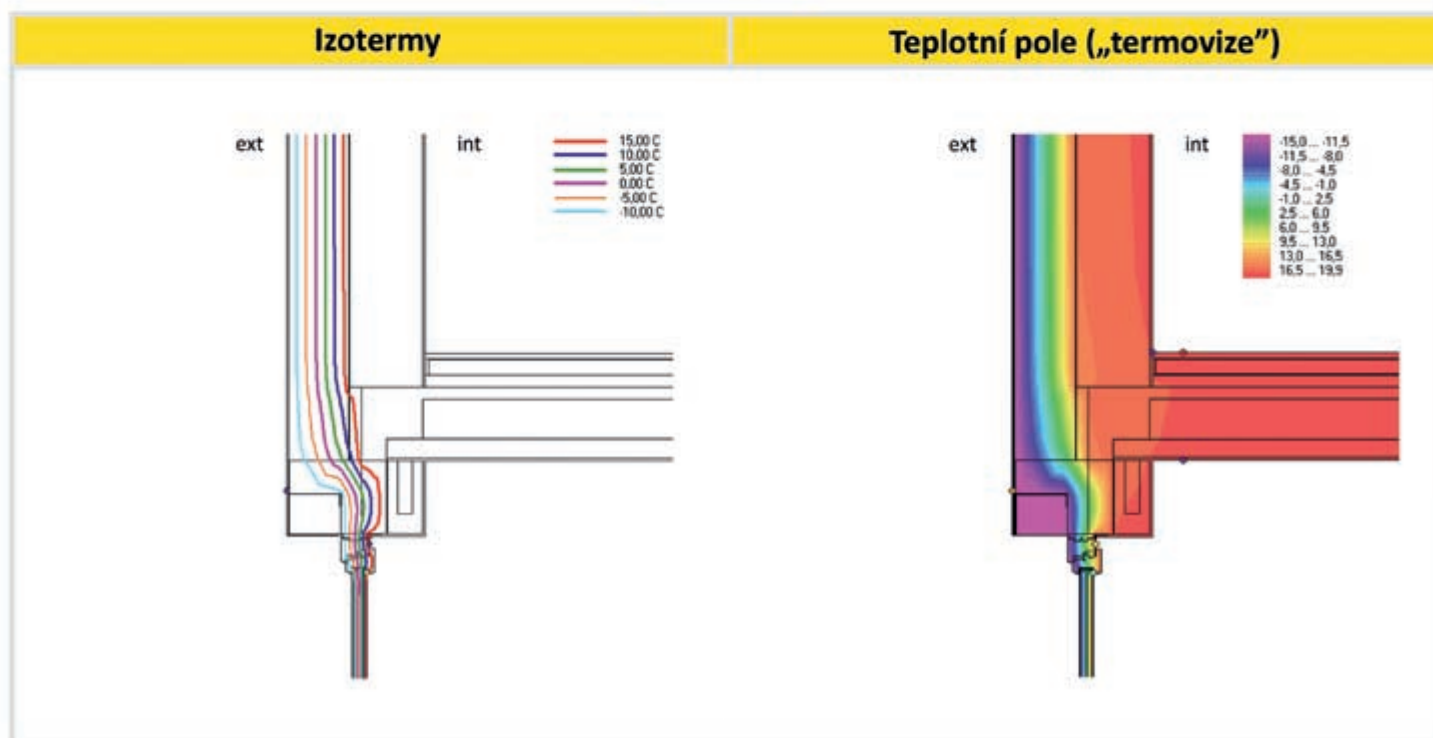 Izotermy
Teplotní pole („termovize”)
ext
int
15,00 C
10,00 C
5,00 C
0,00 C
-5,00 C
-10,00 C
ext
int
-15,0 ... -11,5
-11,5 ... -8,0
-8,0 ... -4,5
-4,5 ... -1,0
-1,0 ... 2,5
2,5 ... 6,0
6,0 ... 9,5
9,5 ... 13,0
13,0 ... 16,5
16,5 ... 19,9